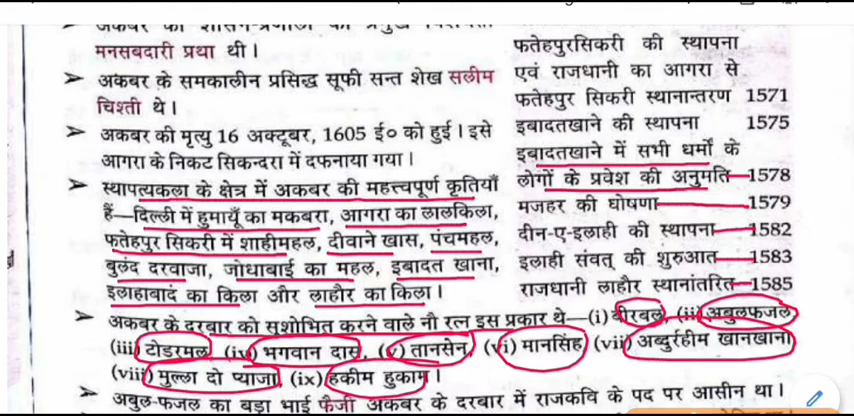 अकबर की शासन-प्रणाली की प्रमुख विशेषता
मनसबदारी प्रथा थी।
➤ अकबर के समकालीन प्रसिद्ध सूफी सन्त शेख सलीम
चिश्ती थे।
➤ अकबर की मृत्यु 16 अक्टूबर, 1605 ई० को हुई। इसे
आगरा के निकट सिकन्दरा में दफनाया गया।
➤ स्थापत्यकला के क्षेत्र में अकबर की महत्त्वपूर्ण कृतियाँ
हैं—दिल्ली में हुमायूँ का मकबरा, आगरा का लालकिला,
फतेहपुर सिकरी में शाहीमहल, दीवाने खास, पंचमहल,
बुलंद दरवाजा, जोधाबाई का महल, इबादत खाना,
इलाहाबाद का किला और लाहौर का किला।
फतेहपुरसिकरी की स्थापना
एवं राजधानी का आगरा से
फतेहपुर सिकरी स्थानान्तरण 1571
इबादतखाने की स्थापना 1575
इबादतखाने में सभी धर्मों के
लोगों के प्रवेश की अनुमति 1578
मजहर की घोषणा 1579
दीन-ए-इलाही की स्थापना 1582
इलाही संवत् की शुरुआत 1583
राजधानी लाहौर स्थानांतरित 1585
➤ अकबर के दरबार को सुशोभित करने वाले नौ रत्न इस प्रकार थे—(i) बीरबल, (ii) अबुलफजल,
(iii) टोडरमल, (iv) भगवान दास, (v) तानसेन, (vi) मानसिंह, (vii) अब्दुर्रहीम खानखाना
(viii) मुल्ला दो प्याजा, (ix) हकीम हुकाम।
➤ अबुल-फजल का बड़ा भाई फैजी अकबर के दरबार में राजकवि के पद पर आसीन था।